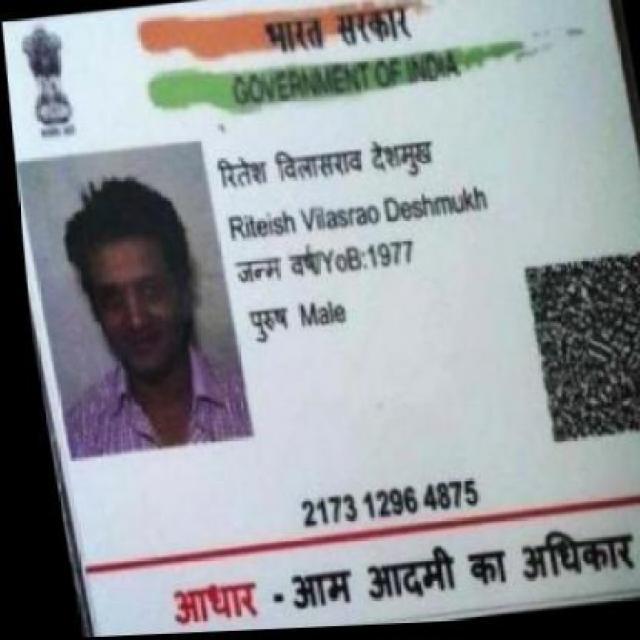 भारत सरकार
GOVERNMENT OF INDIA
रितेश विलासराव देशमुख
Riteish Vilasrao Deshmukh
जन्म वर्ष/YoB:1977
पुरुष Male
2173 1296 4875
आधार - आम आदमी का अधिकार